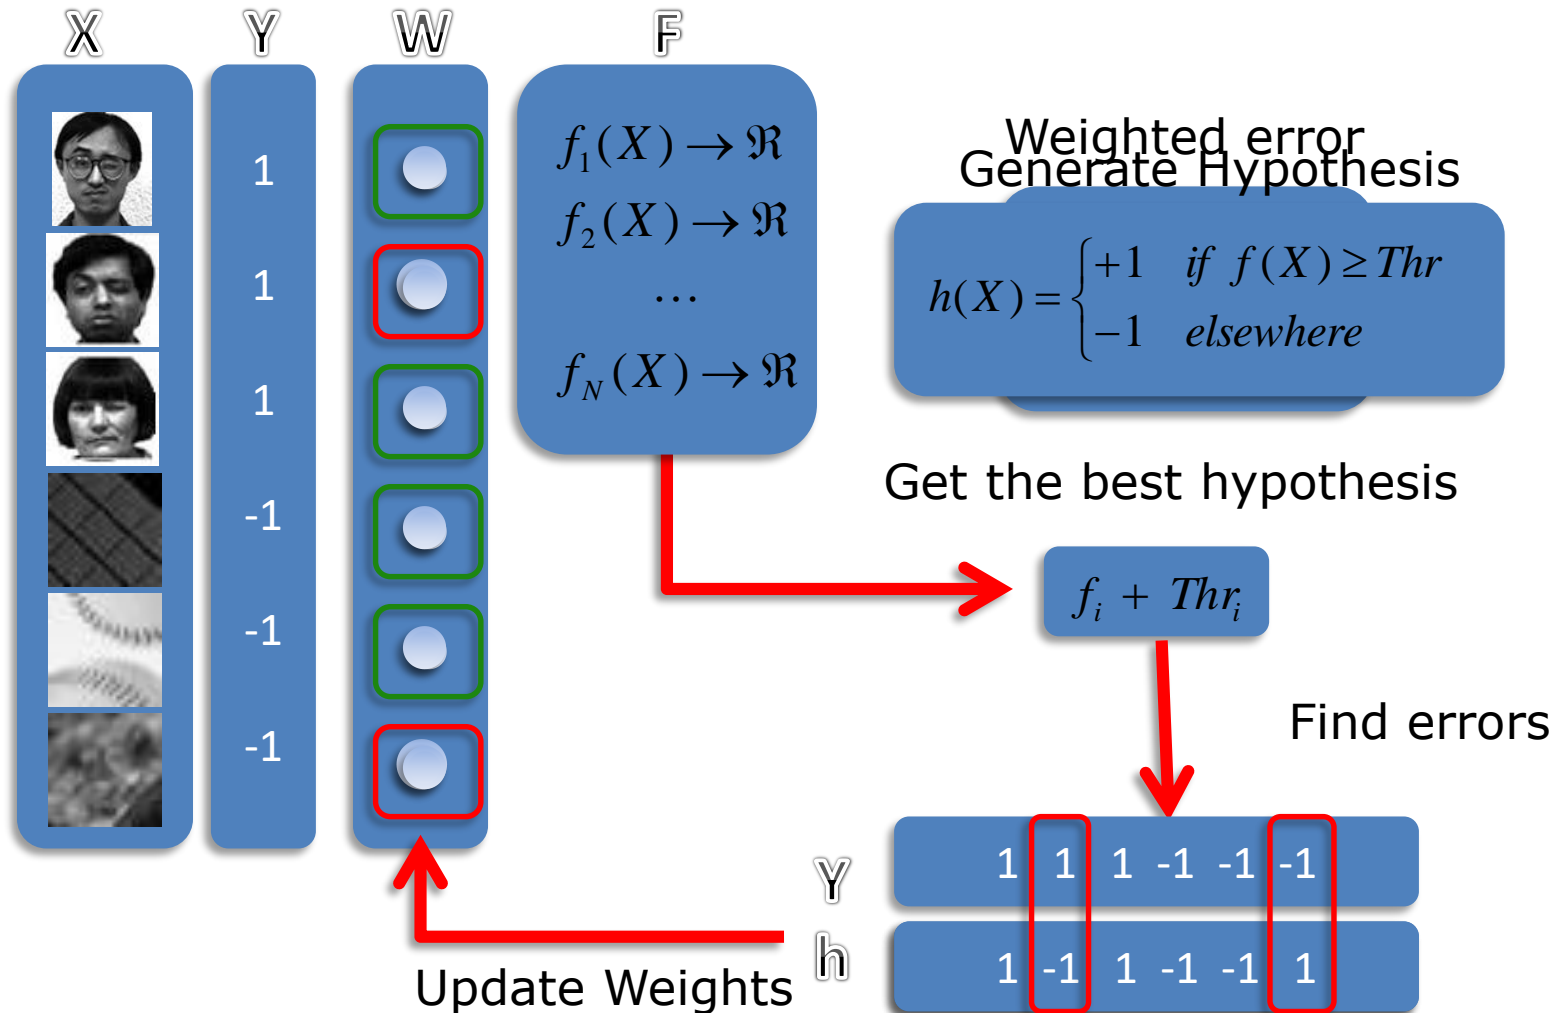 X Y W F
1
1
1
-1
-1
-1
f₁(X) → ℜ
f₂(X) → ℜ
…
f_N(X) → ℜ
Weighted error
Generate Hypothesis
h(X) = { +1 if f(X) ≥ Thr
−1 elsewhere
Get the best hypothesis
fᵢ + Thrᵢ
Find errors
Y 1 1 1 -1 -1 -1
h 1 -1 1 -1 -1 1
Update Weights